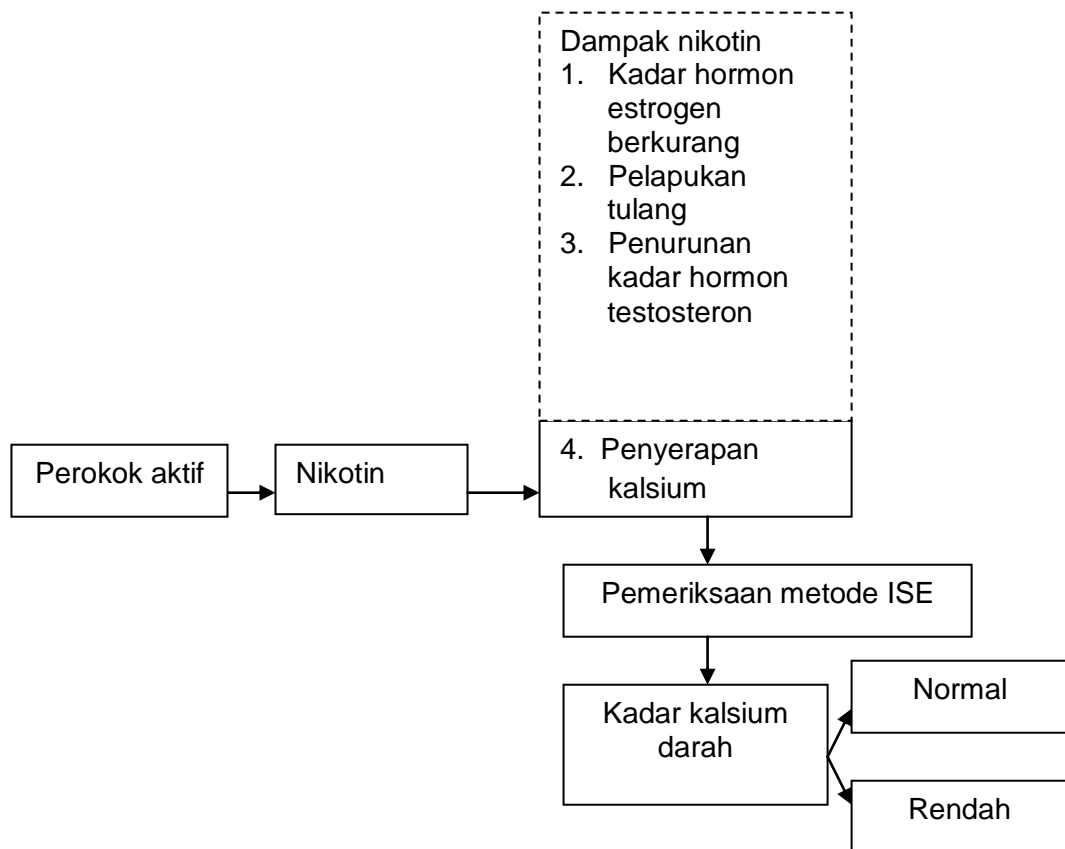 Dampak nikotin
1. Kadar hormon
estrogen
berkurang
2. Pelapukan
tulang
3. Penurunan
kadar hormon
testosteron
Perokok aktif
Nikotin
4. Penyerapan
kalsium
Pemeriksaan metode ISE
Kadar kalsium
darah
Normal
Rendah